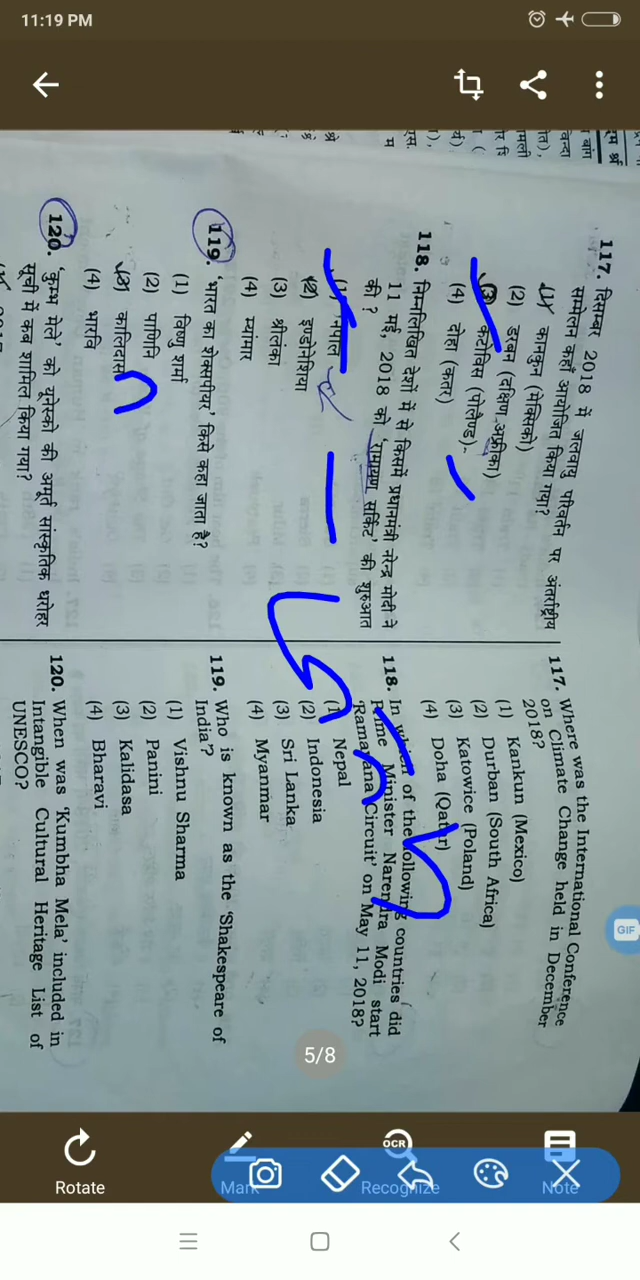 11:19 PM
117. दिसम्बर 2018 में जलवायु परिवर्तन पर अंतर्राष्ट्रीय
सम्मेलन कहाँ आयोजित किया गया?
(1) कानकुन (मेक्सिको)
(2) डरबन (दक्षिण अफ्रीका)
(3) कटोविस (पोलैण्ड)
(4) दोहा (कतर)
118. निम्नलिखित देशों में से किसमें प्रधानमंत्री नरेन्द्र मोदी ने
11 मई, 2018 को 'रामायण सर्किट' की शुरुआत
की ?
(1) नेपाल
(2) इण्डोनेशिया
(3) श्रीलंका
(4) म्यांमार
119. 'भारत का शेक्सपीयर' किसे कहा जाता है?
(1) विष्णु शर्मा
(2) पाणिनि
(3) कालिदास
(4) भारवि
120. 'कुम्भ मेले' को यूनेस्को की अमूर्त सांस्कृतिक धरोहर
सूची में कब शामिल किया गया?
117. Where was the International Conference
on Climate Change held in December
2018?
(1) Kankun (Mexico)
(2) Durban (South Africa)
(3) Katowice (Poland)
(4) Doha (Qatar)
118. In which of the following countries did
Prime Minister Narendra Modi start
'Ramayana Circuit' on May 11, 2018?
(1) Nepal
(2) Indonesia
(3) Sri Lanka
(4) Myanmar
119. Who is known as the 'Shakespeare of
India'?
(1) Vishnu Sharma
(2) Panini
(3) Kalidasa
(4) Bharavi
120. When was 'Kumbha Mela' included in
Intangible Cultural Heritage List of
UNESCO?
GIF
5/8
OCR
Rotate
Mark
Recognize
Note